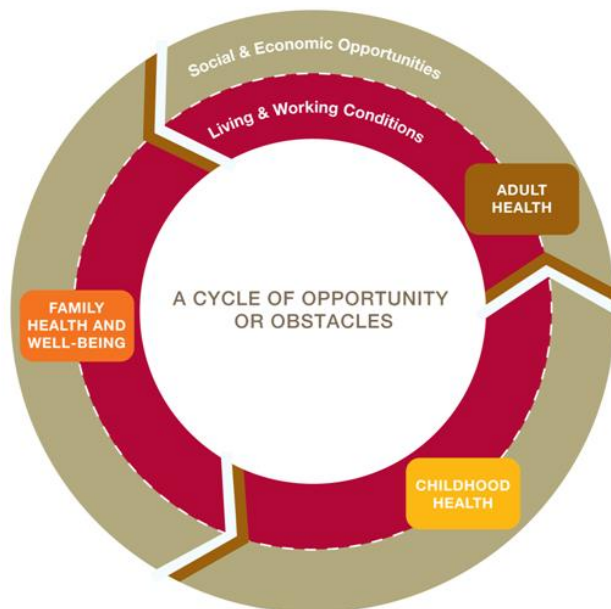 Social & Economic Opportunities
Living & Working Conditions
ADULT
HEALTH
A CYCLE OF OPPORTUNITY
OR OBSTACLES
FAMILY
HEALTH AND
WELL-BEING
CHILDHOOD
HEALTH